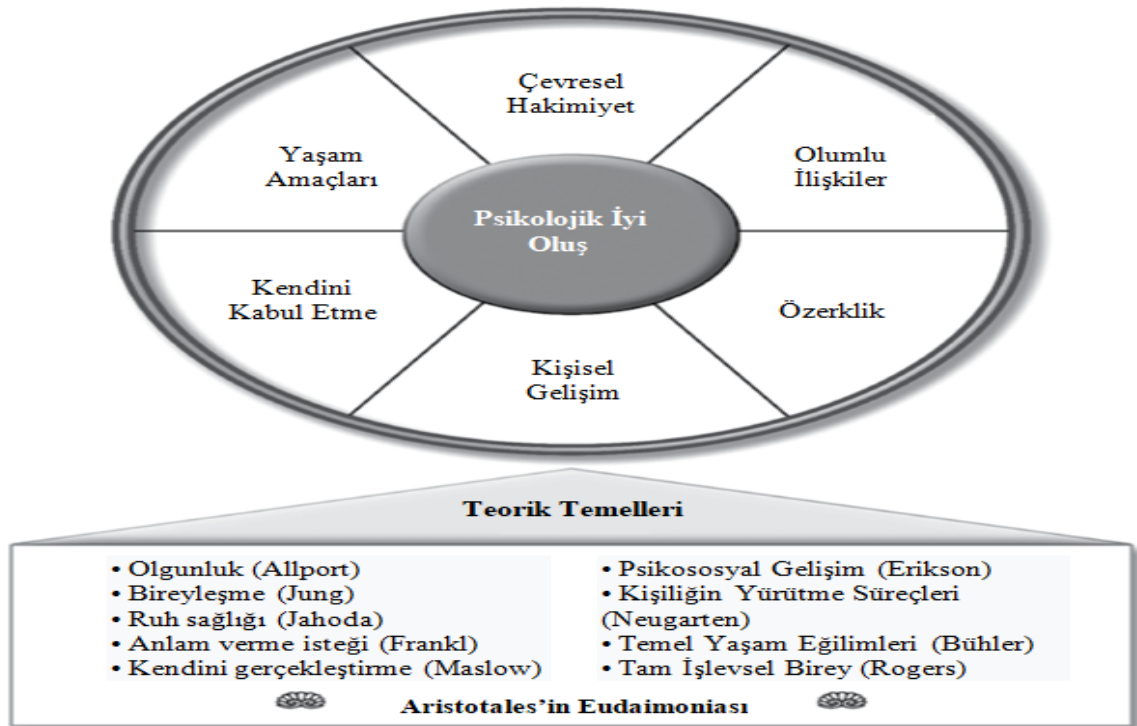 Çevresel
Hakimiyet
Yaşam
Amaçları
Olumlu
İlişkiler
Psikolojik İyi
Oluş
Kendini
Kabul Etme
Özerklik
Kişisel
Gelişim
Teorik Temelleri
• Olgunluk (Allport)
• Bireyleşme (Jung)
• Ruh sağlığı (Jahoda)
• Anlam verme isteği (Frankl)
• Kendini gerçekleştirme (Maslow)
• Psikososyal Gelişim (Erikson)
• Kişiliğin Yürütme Süreçleri
(Neugarten)
• Temel Yaşam Eğilimleri (Bühler)
• Tam İşlevsel Birey (Rogers)
Aristotales’in Eudaimoniası